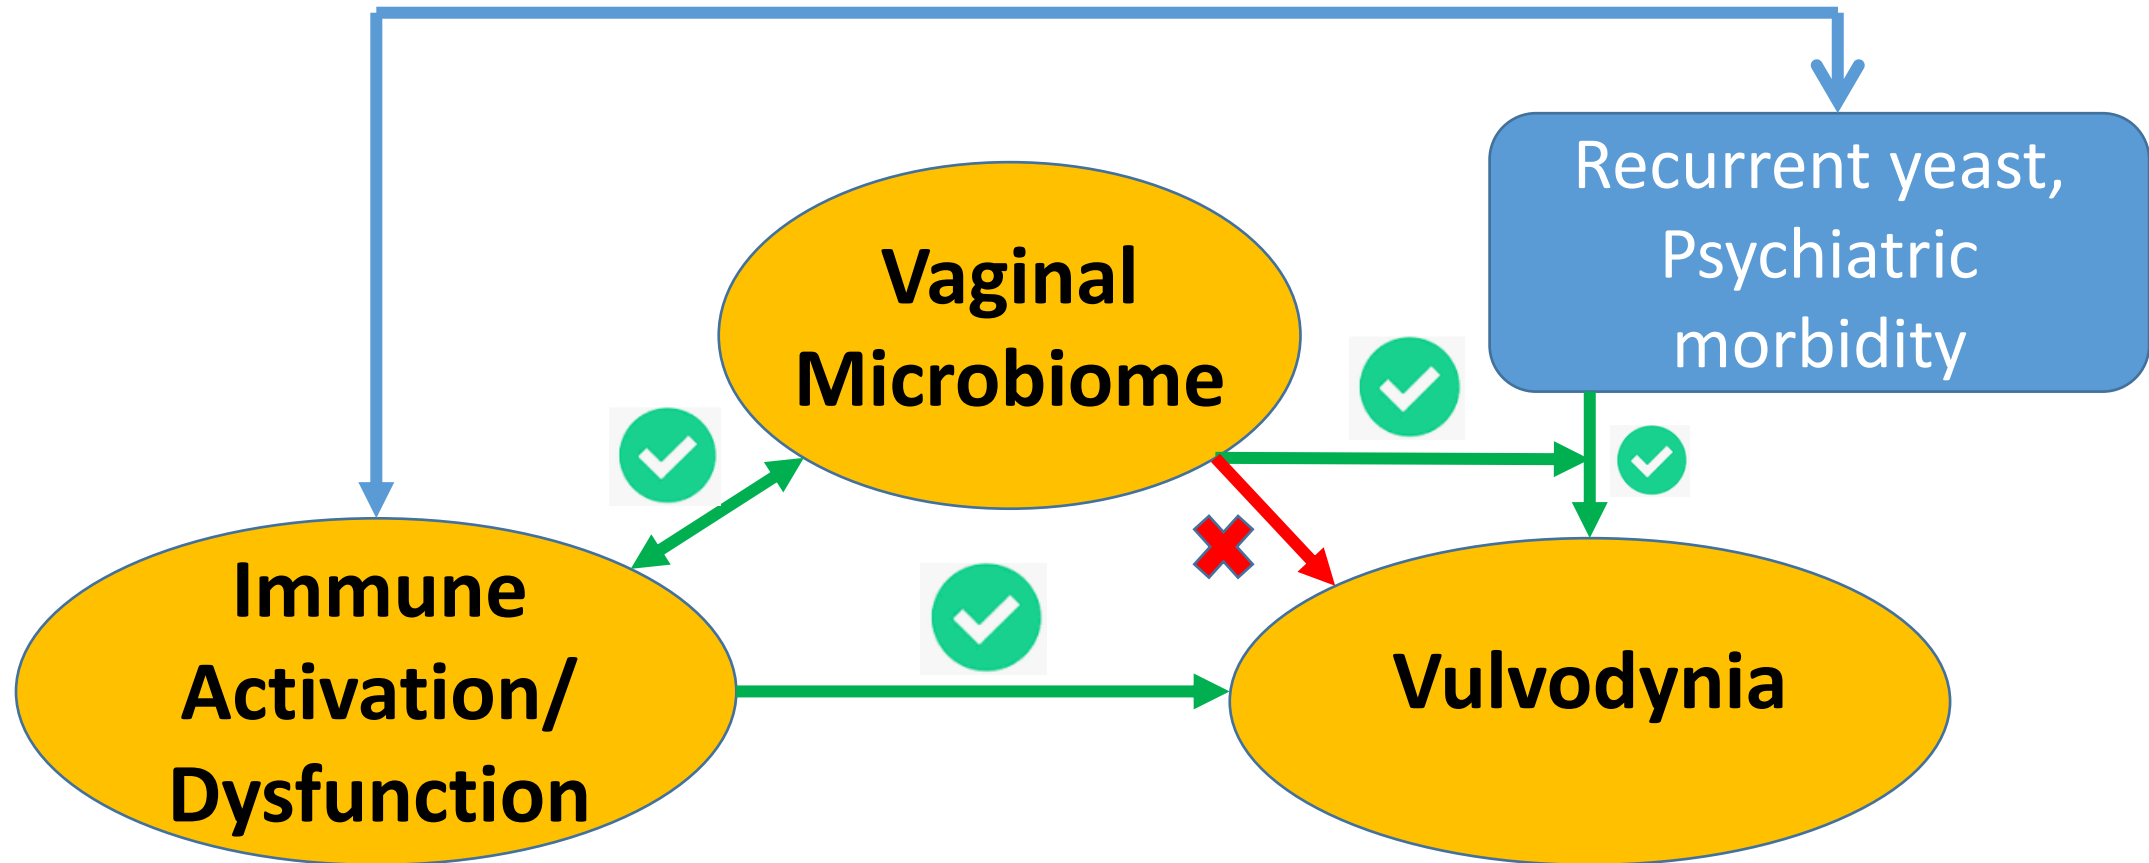 Recurrent yeast,
Psychiatric
morbidity
Vaginal
Microbiome
Immune
Activation/
Dysfunction
Vulvodynia